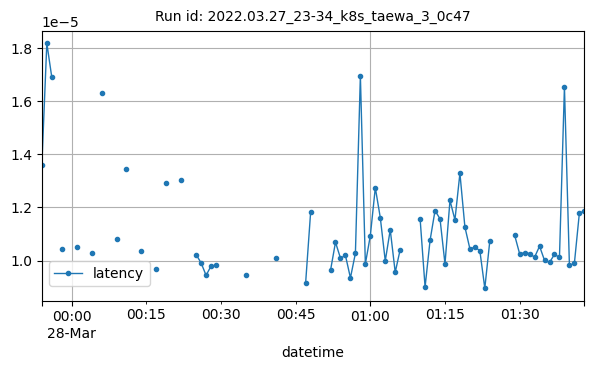 Run id: 2022.03.27_23-34_k8s_taewa_3_0c47
1e−5
1.8
1.6
1.4
1.2
1.0
latency
00:00 00:15 00:30 00:45 01:00 01:15 01:30
28-Mar
datetime